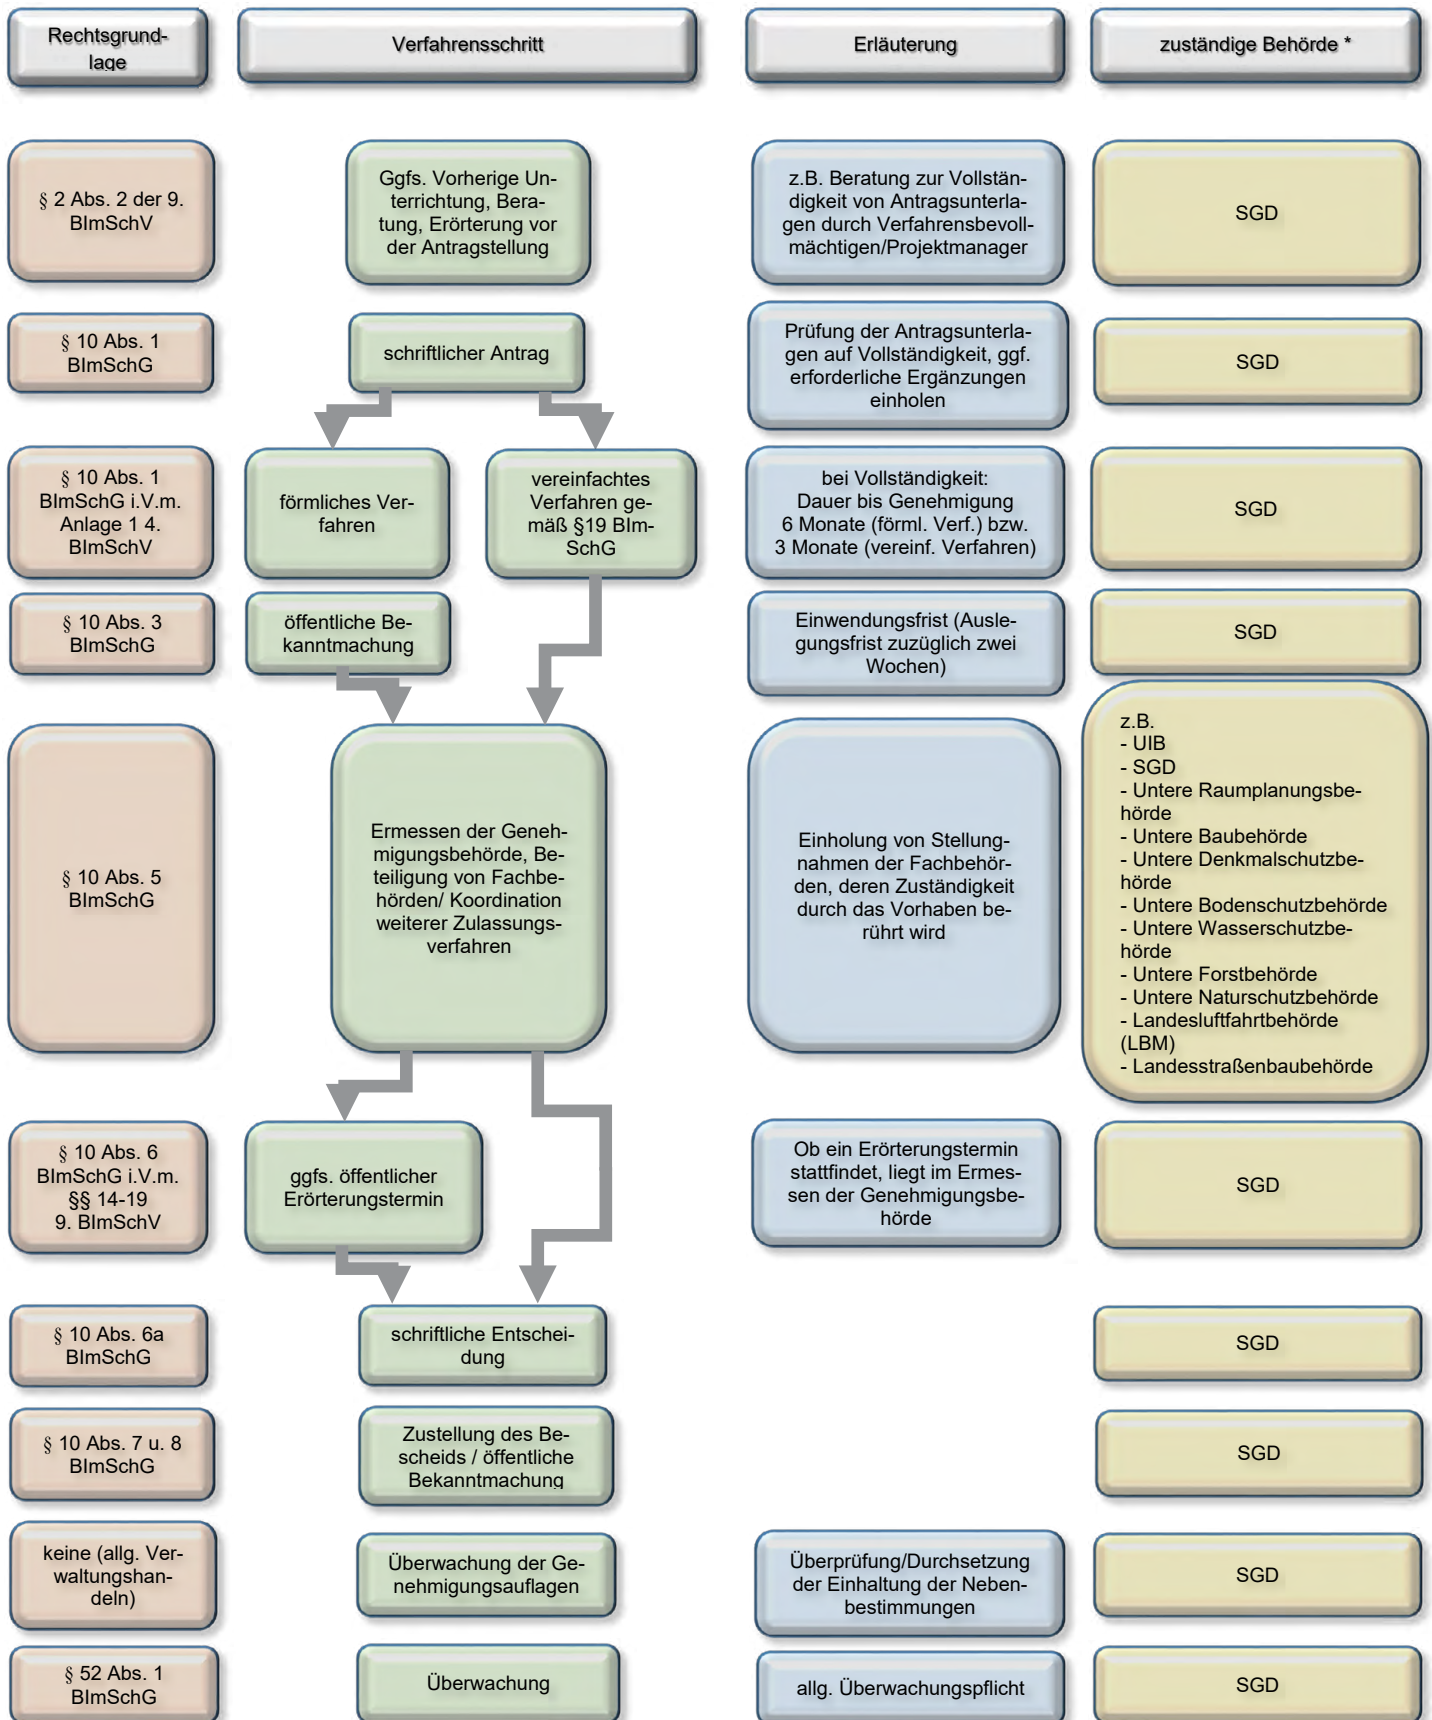 Rechtsgrund-
lage
Verfahrensschritt
Erläuterung
zuständige Behörde *
§ 2 Abs. 2 der 9.
BImSchV
Ggfs. Vorherige Un-
terrichtung, Bera-
tung, Erörterung vor
der Antragstellung
z.B. Beratung zur Vollstän-
digkeit von Antragsunterla-
gen durch Verfahrensbevoll-
mächtigen/Projektmanager
SGD
§ 10 Abs. 1
BImSchG
schriftlicher Antrag
Prüfung der Antragsunterla-
gen auf Vollständigkeit, ggf.
erforderliche Ergänzungen
einholen
SGD
§ 10 Abs. 1
BImSchG i.V.m.
Anlage 1 4.
BImSchV
förmliches Ver-
fahren
vereinfachtes
Verfahren ge-
mäß §19 BIm-
SchG
bei Vollständigkeit:
Dauer bis Genehmigung
6 Monate (förml. Verf.) bzw.
3 Monate (vereinf. Verfahren)
SGD
§ 10 Abs. 3
BImSchG
öffentliche Be-
kanntmachung
Einwendungsfrist (Ausle-
gungsfrist zuzüglich zwei
Wochen)
SGD
§ 10 Abs. 5
BImSchG
Ermessen der Geneh-
migungsbehörde, Be-
teiligung von Fachbe-
hörden/ Koordination
weiterer Zulassungs-
verfahren
Einholung von Stellung-
nahmen der Fachbehör-
den, deren Zuständigkeit
durch das Vorhaben be-
rührt wird
z.B.
- UIB
- SGD
- Untere Raumplanungsbe-
hörde
- Untere Baubehörde
- Untere Denkmalschutzbe-
hörde
- Untere Bodenschutzbehörde
- Untere Wasserschutzbe-
hörde
- Untere Forstbehörde
- Untere Naturschutzbehörde
- Landesluftfahrtbehörde
(LBM)
- Landesstraßenbaubehörde
§ 10 Abs. 6
BImSchG i.V.m.
§§ 14-19
9. BImSchV
ggfs. öffentlicher
Erörterungstermin
Ob ein Erörterungstermin
stattfindet, liegt im Ermes-
sen der Genehmigungsbe-
hörde
SGD
§ 10 Abs. 6a
BImSchG
schriftliche Entschei-
dung
SGD
§ 10 Abs. 7 u. 8
BImSchG
Zustellung des Be-
scheids / öffentliche
Bekanntmachung
SGD
keine (allg. Ver-
waltungshan-
deln)
Überwachung der Ge-
nehmigungsauflagen
Überprüfung/Durchsetzung
der Einhaltung der Neben-
bestimmungen
SGD
§ 52 Abs. 1
BImSchG
Überwachung
allg. Überwachungspflicht
SGD